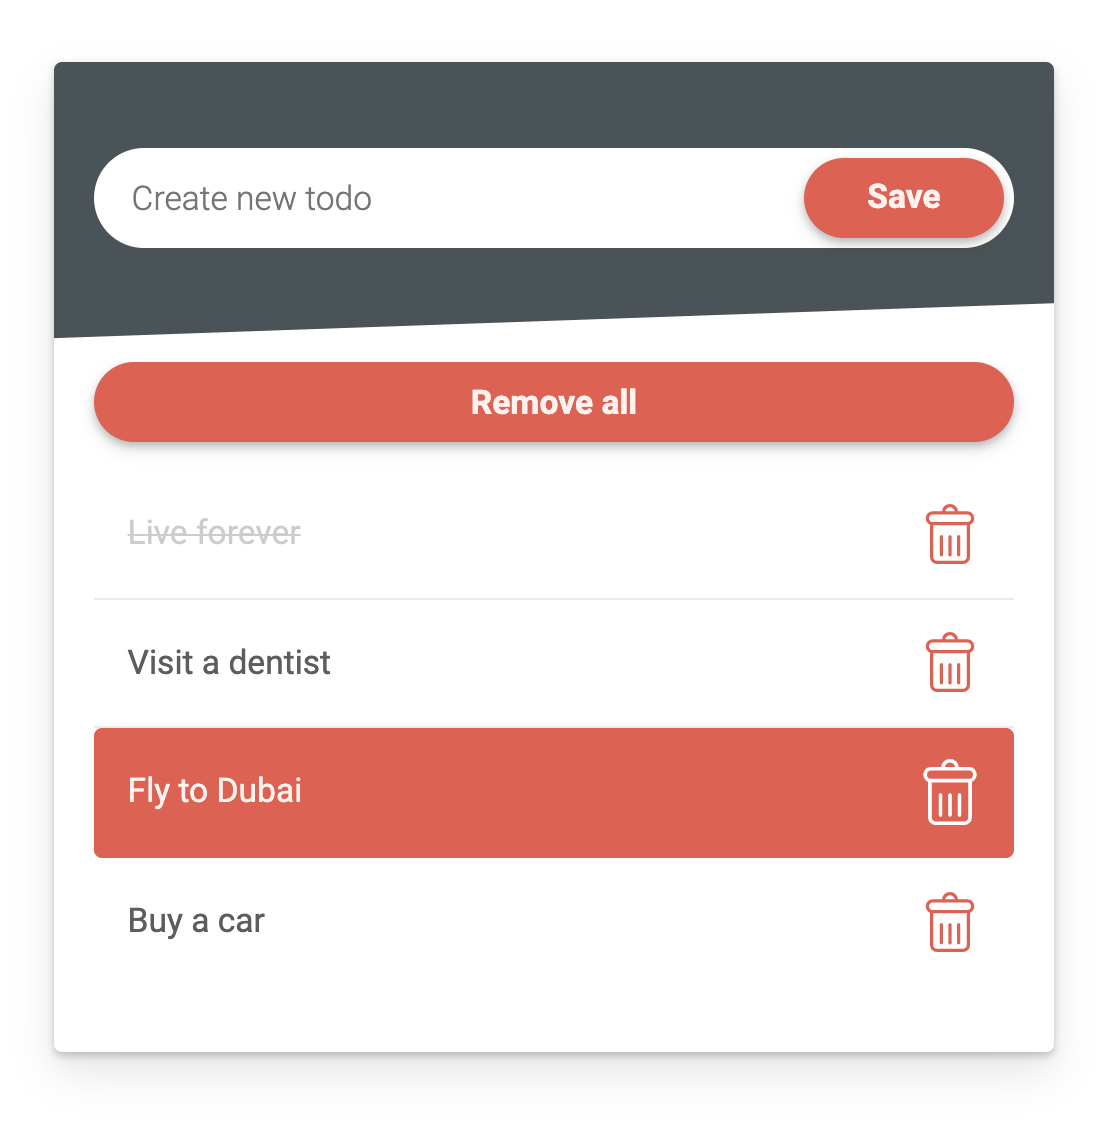 Create new todo
Save
Remove all
Live forever
Visit a dentist
Fly to Dubai
Buy a car